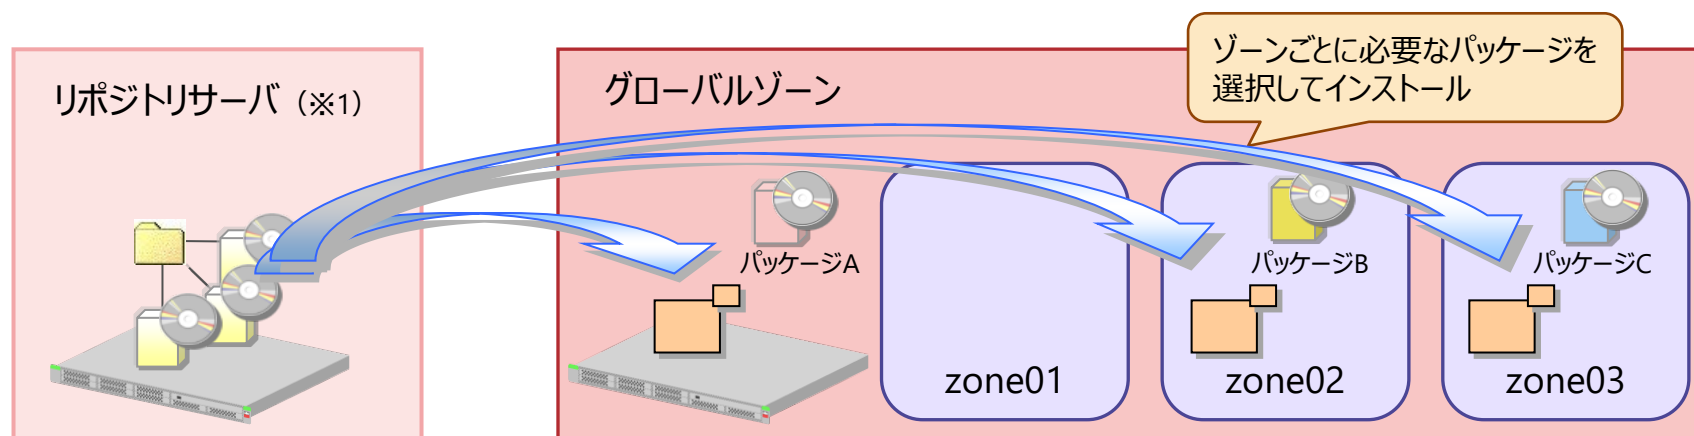 ゾーンごとに必要なパッケージを
選択してインストール
リポジトリサーバ（※1）
グローバルゾーン
パッケージA
パッケージB
パッケージC
zone01
zone02
zone03